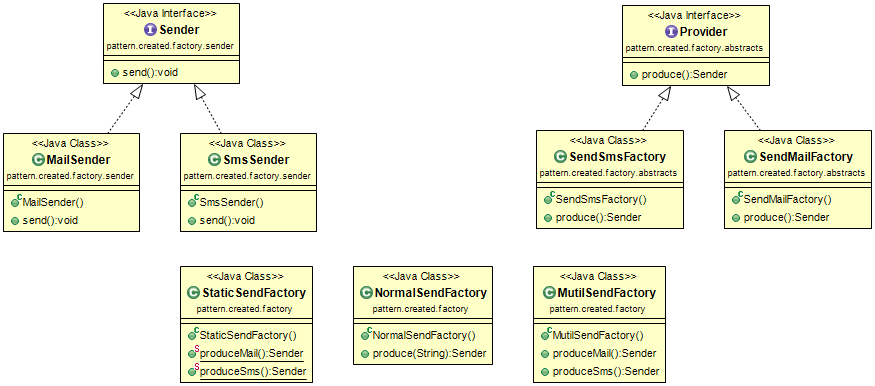 <<Java Interface>>
Sender
pattern.created.factory.sender
send():void
<<Java Interface>>
Provider
pattern.created.factory.abstracts
produce():Sender
<<Java Class>>
MailSender
pattern.created.factory.sender
MailSender()
send():void
<<Java Class>>
SmsSender
pattern.created.factory.sender
SmsSender()
send():void
<<Java Class>>
SendSmsFactory
pattern.created.factory.abstracts
SendSmsFactory()
produce():Sender
<<Java Class>>
SendMailFactory
pattern.created.factory.abstracts
SendMailFactory()
produce():Sender
<<Java Class>>
StaticSendFactory
pattern.created.factory
StaticSendFactory()
produceMail():Sender
produceSms():Sender
<<Java Class>>
NormalSendFactory
pattern.created.factory
NormalSendFactory()
produce(String):Sender
<<Java Class>>
MutilSendFactory
pattern.created.factory
MutilSendFactory()
produceMail():Sender
produceSms():Sender